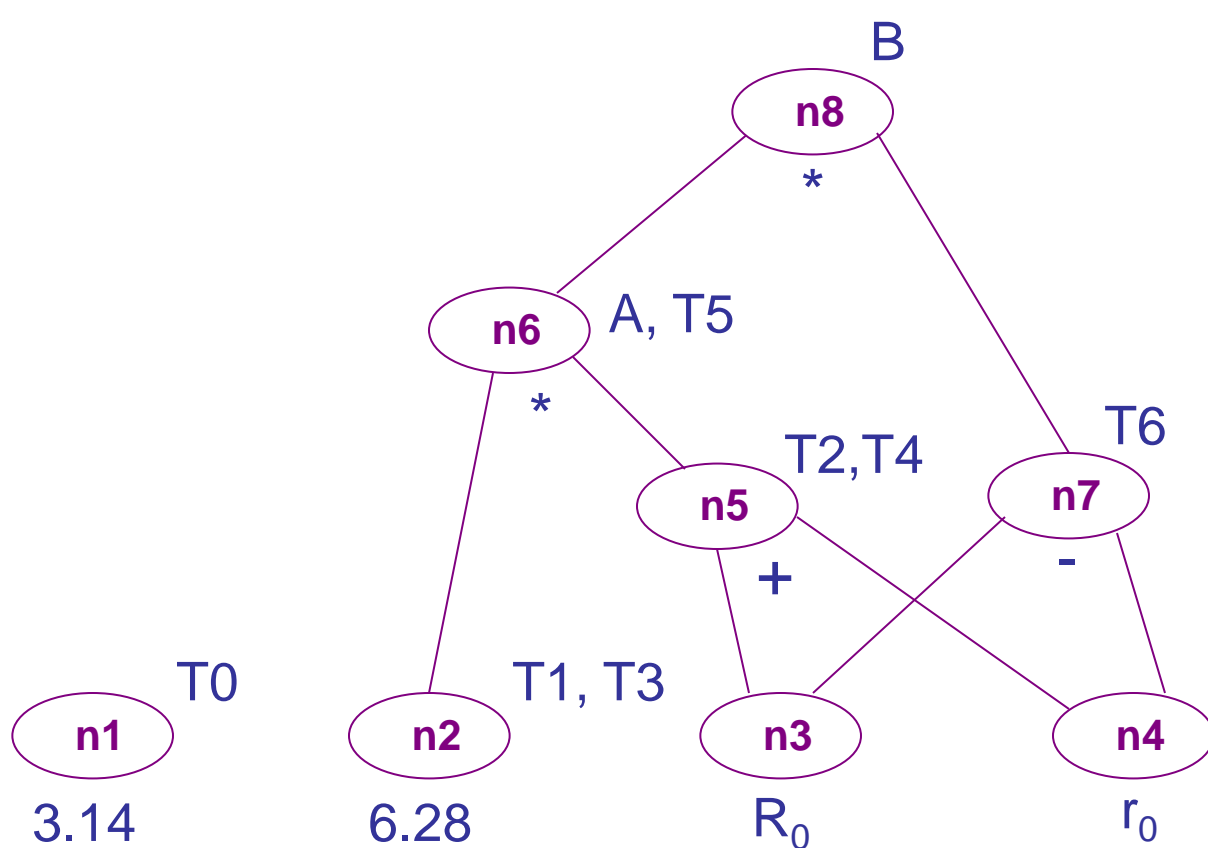 B
n8
*
n6 A, T5
*
T6
T2,T4
n5
n7
+
-
T0
T1, T3
n1
n2
n3
n4
3.14
6.28
R₀
r₀